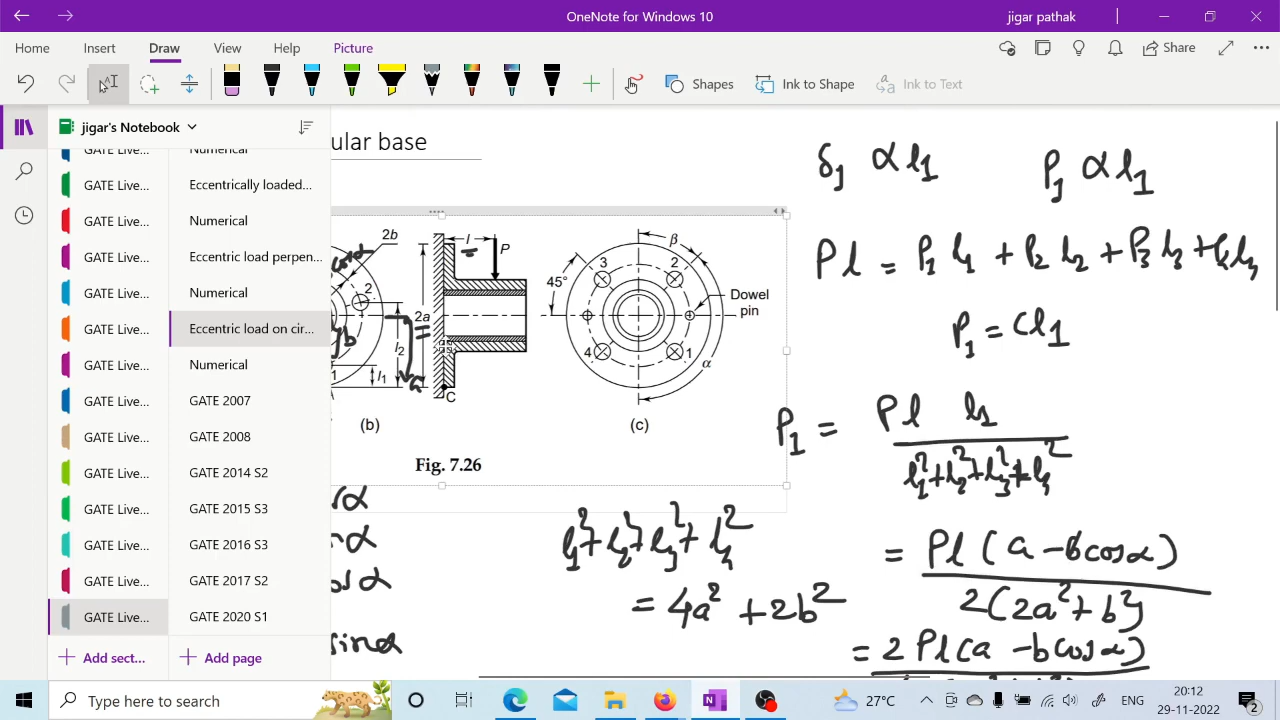 OneNote for Windows 10
jigar pathak
Home Insert Draw View Help Picture
Share
Shapes Ink to Shape Ink to Text
jigar's Notebook
GATE Live...
GATE Live...
GATE Live...
GATE Live...
GATE Live...
GATE Live...
GATE Live...
GATE Live...
GATE Live...
GATE Live...
GATE Live...
GATE Live...
GATE Live...
GATE Live...
Add sect...
Numerical
Eccentrically loaded...
Numerical
Eccentric load perpen...
Numerical
Eccentric load on cir...
Numerical
GATE 2007
GATE 2008
GATE 2014 S2
GATE 2015 S3
GATE 2016 S3
GATE 2017 S2
GATE 2020 S1
Add page
ular base
2b
2
l2
l1
2a
a
l
P
C
(b)
β
3 2
45°
Dowel
pin
4 1
α
(c)
Fig. 7.26
cosα
sinα
δ1 ∝ l1
P1 ∝ l1
Pl = P1 l1 + P2 l2 + P3 l3 + P4 l4
P1 = Cl1
P1 = Pl l1 / (l1² + l2² + l3² + l4²)
l1² + l2² + l3² + l4²
= 4a² + 2b²
= Pl (a - b cosα) / 2(2a² + b²)
= 2 Pl (a - b cosα)
Type here to search
27°C
ENG
20:12
29-11-2022
2